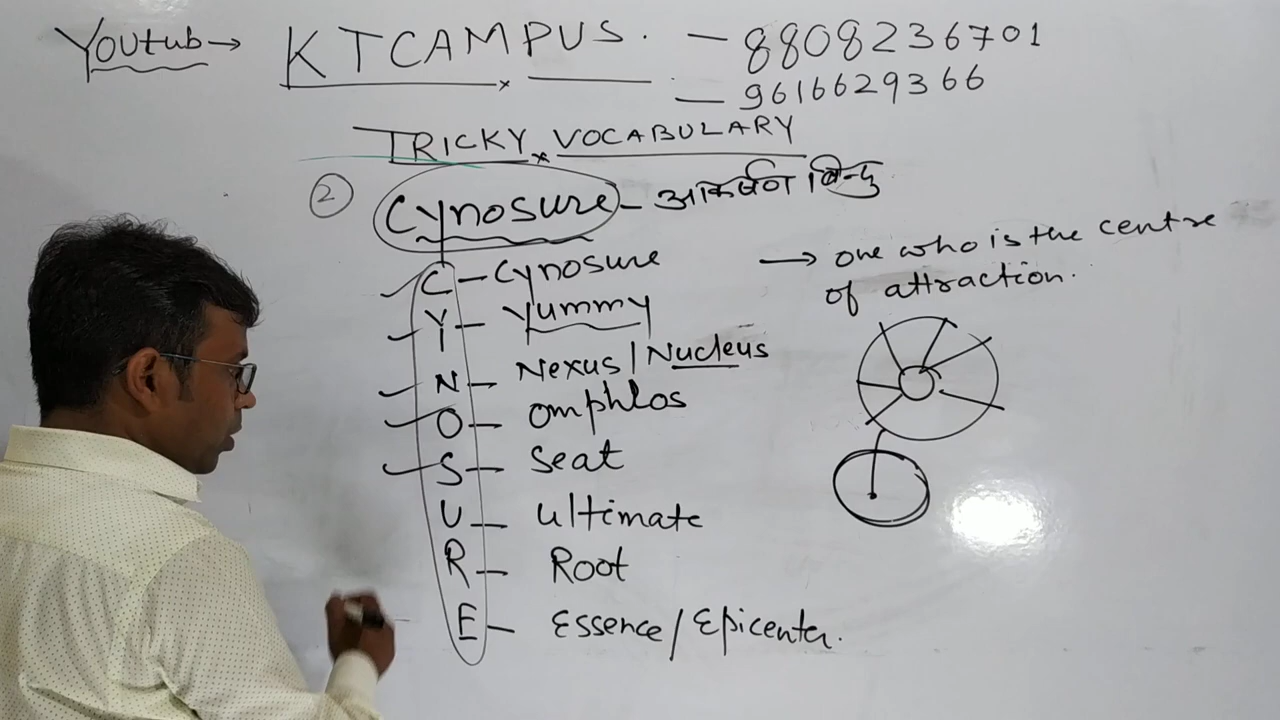 Youtub → KTCAMPUS. - 8808236701
- 9616629366
TRICKY VOCABULARY
2 Cynosure - आकर्षण बिन्दु
C - Cynosure
→ one who is the centre
of attraction.
Y - Yummy
N - Nexus / Nucleus
O - omphlos
S - Seat
U - Ultimate
R - Root
E - Essence / Epicenter.